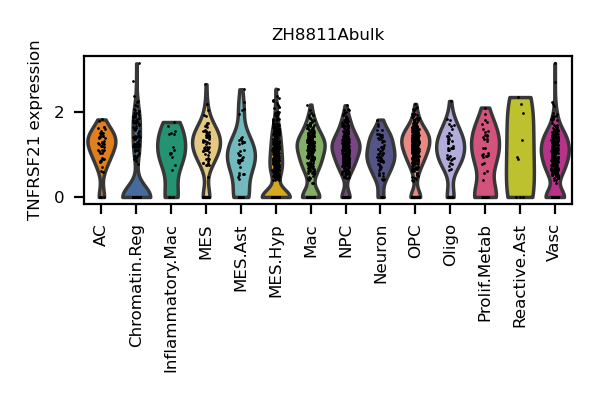 ZH8811Abulk
TNFRSF21 expression
2
0
AC
Chromatin.Reg
Inflammatory.Mac
MES
MES.Ast
MES.Hyp
Mac
NPC
Neuron
OPC
Oligo
Prolif.Metab
Reactive.Ast
Vasc